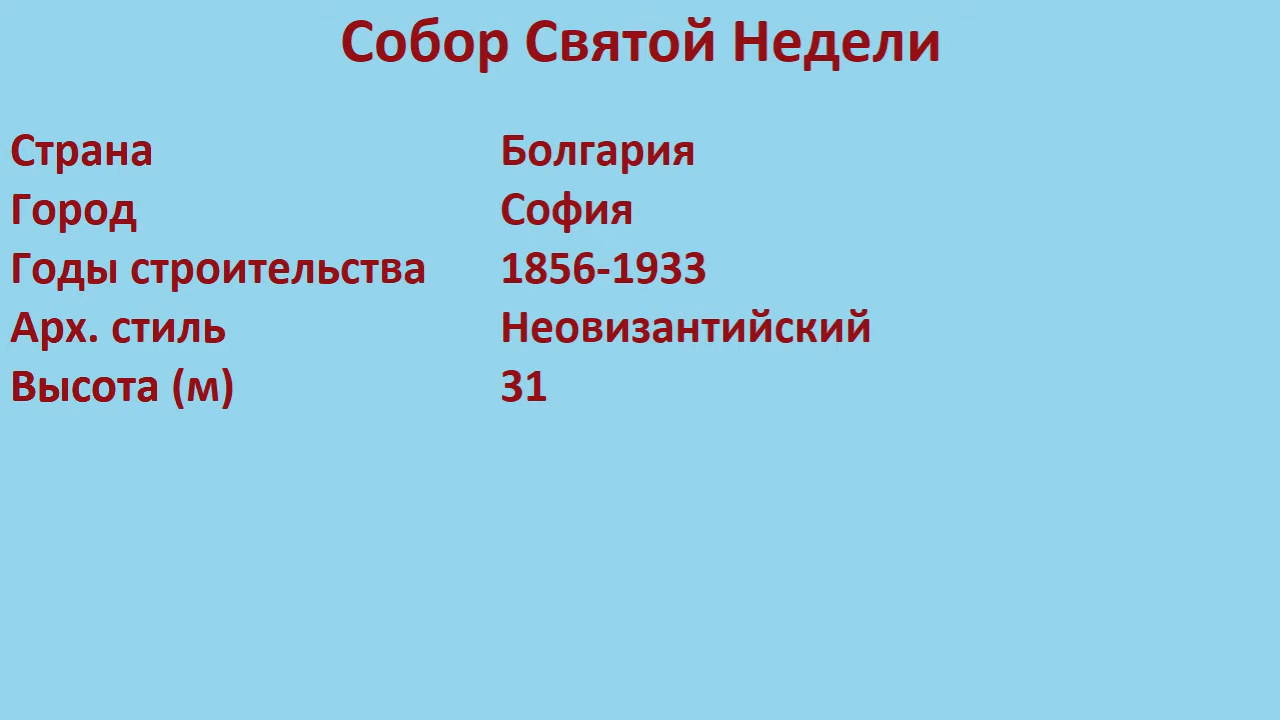 Собор Святой Недели
Страна Болгария
Город София
Годы строительства 1856-1933
Арх. стиль Неовизантийский
Высота (м) 31